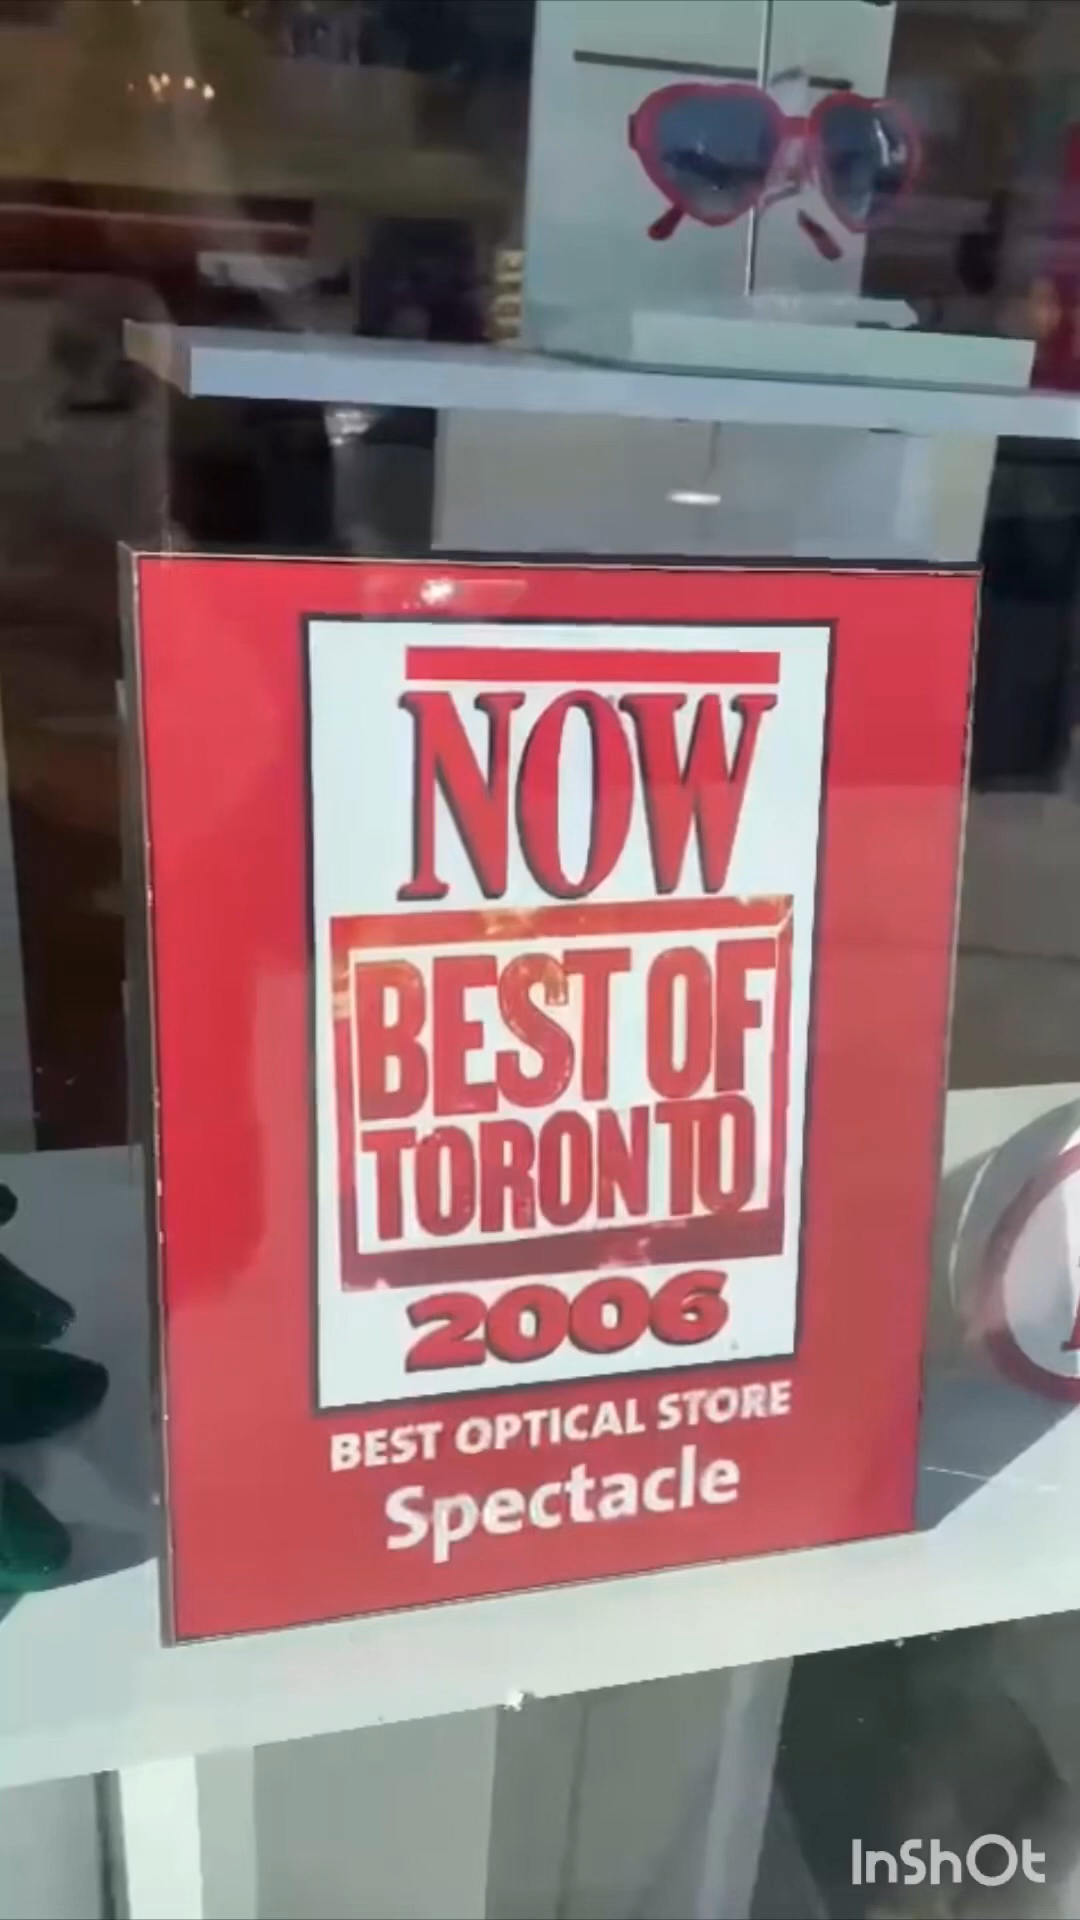 NOW
BEST OF
TORONTO
2006
BEST OPTICAL STORE
Spectacle
InShOt